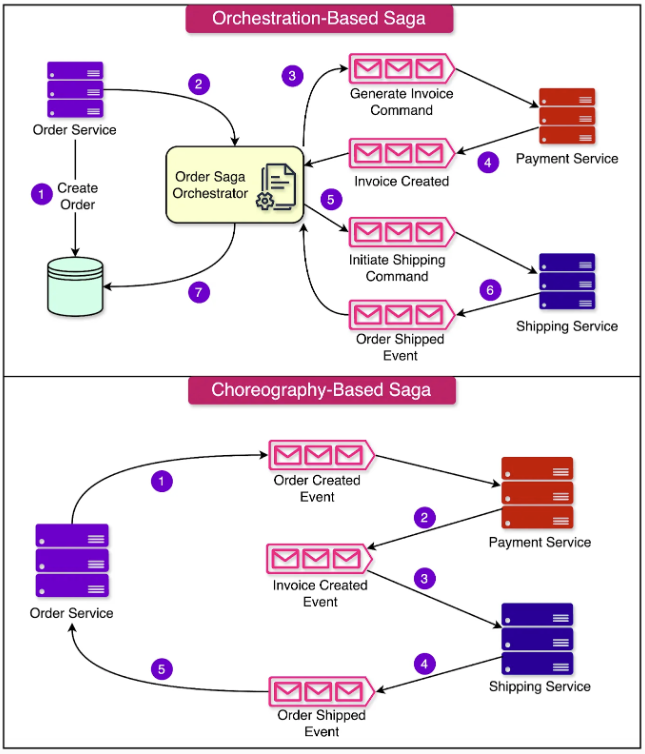 Orchestration-Based Saga
2
3
Generate Invoice
Command
Order Service
Payment Service
4
Order Saga
Orchestrator
Invoice Created
1
Create
Order
5
Initiate Shipping
Command
7
6
Order Shipped
Event
Shipping Service
Choreography-Based Saga
1
Order Created
Event
2
Payment Service
3
Invoice Created
Event
Order Service
4
5
Shipping Service
Order Shipped
Event